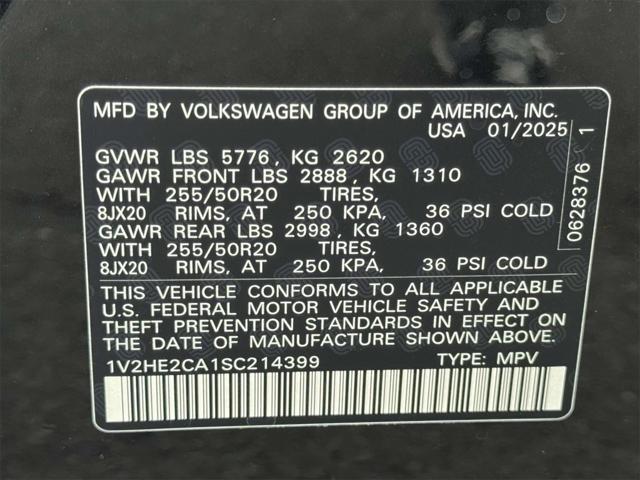 MFD BY VOLKSWAGEN GROUP OF AMERICA, INC.
USA 01/2025
GVWR LBS 5776, KG 2620
GAWR FRONT LBS 2888, KG 1310
WITH 255/50R20 TIRES,
8JX20 RIMS, AT 250 KPA, 36 PSI COLD
GAWR REAR LBS 2998, KG 1360
WITH 255/50R20 TIRES,
8JX20 RIMS, AT 250 KPA, 36 PSI COLD
THIS VEHICLE CONFORMS TO ALL APPLICABLE
U.S. FEDERAL MOTOR VEHICLE SAFETY AND
THEFT PREVENTION STANDARDS IN EFFECT ON
THE DATE OF MANUFACTURE SHOWN ABOVE.
1V2HE2CA1SC214399 TYPE: MPV
0628376 1